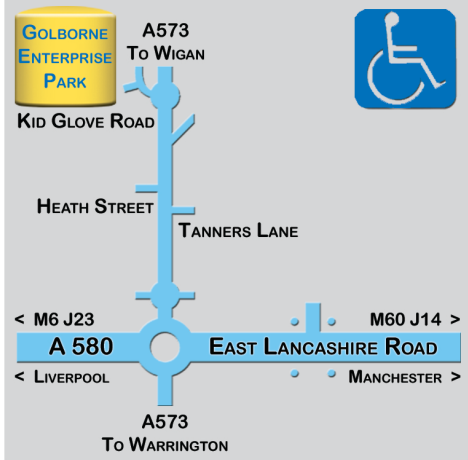 GOLBORNE
ENTERPRISE
PARK
A573
TO WIGAN
KID GLOVE ROAD
HEATH STREET
TANNERS LANE
< M6 J23
M60 J14 >
A 580
EAST LANCASHIRE ROAD
< LIVERPOOL
MANCHESTER >
A573
TO WARRINGTON